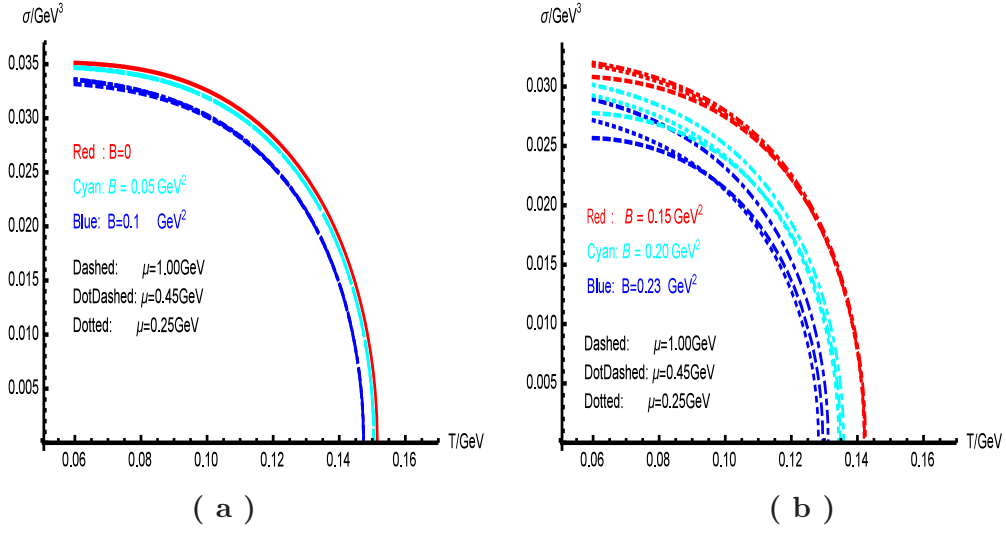 σ/GeV³
0.035
0.030
0.025
0.020
0.015
0.010
0.005
Red : B=0
Cyan: B = 0.05 GeV²
Blue: B=0.1 GeV²
Dashed: μ=1.00GeV
DotDashed: μ=0.45GeV
Dotted: μ=0.25GeV
0.06 0.08 0.10 0.12 0.14 0.16
T/GeV
( a )
σ/GeV³
0.030
0.025
0.020
0.015
0.010
0.005
Red : B = 0.15 GeV²
Cyan: B = 0.20 GeV²
Blue: B=0.23 GeV²
Dashed: μ=1.00GeV
DotDashed: μ=0.45GeV
Dotted: μ=0.25GeV
0.06 0.08 0.10 0.12 0.14 0.16
T/GeV
( b )